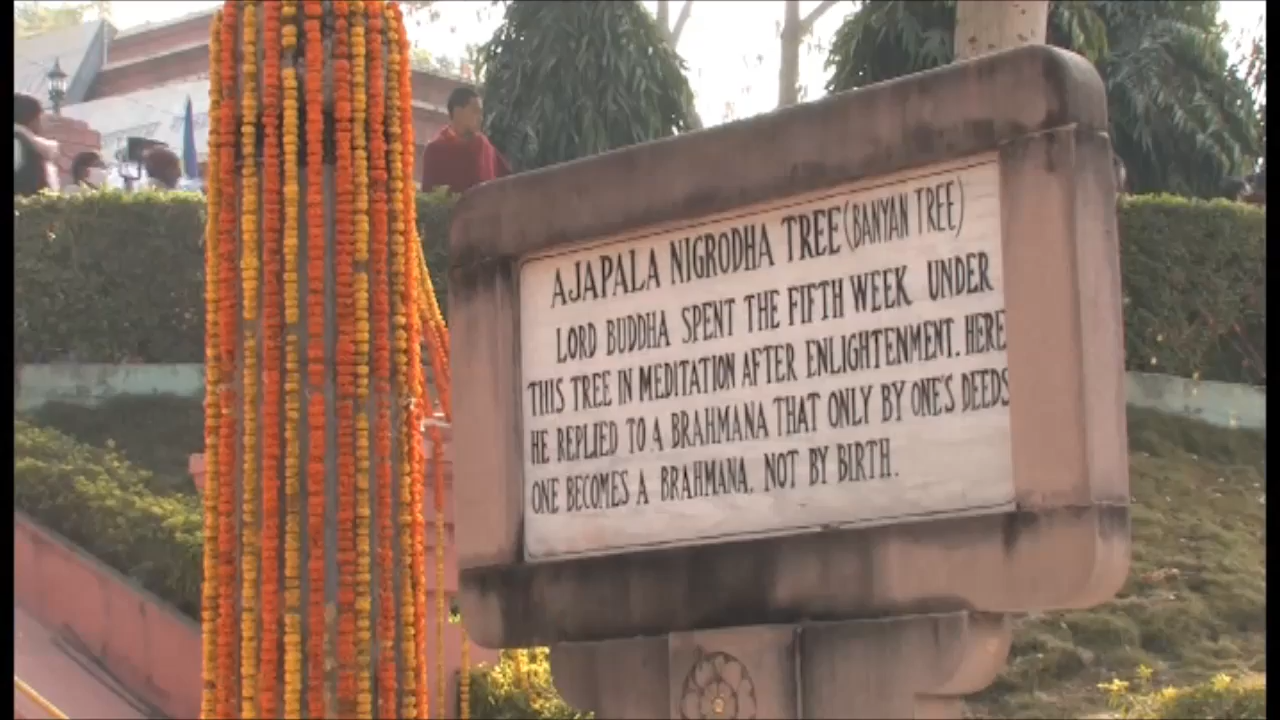 AJAPALA NIGRODHA TREE (BANYAN TREE)
LORD BUDDHA SPENT THE FIFTH WEEK UNDER
THIS TREE IN MEDITATION AFTER ENLIGHTENMENT. HERE
HE REPLIED TO A BRAHMANA THAT ONLY BY ONE'S DEEDS
ONE BECOMES A BRAHMANA, NOT BY BIRTH.